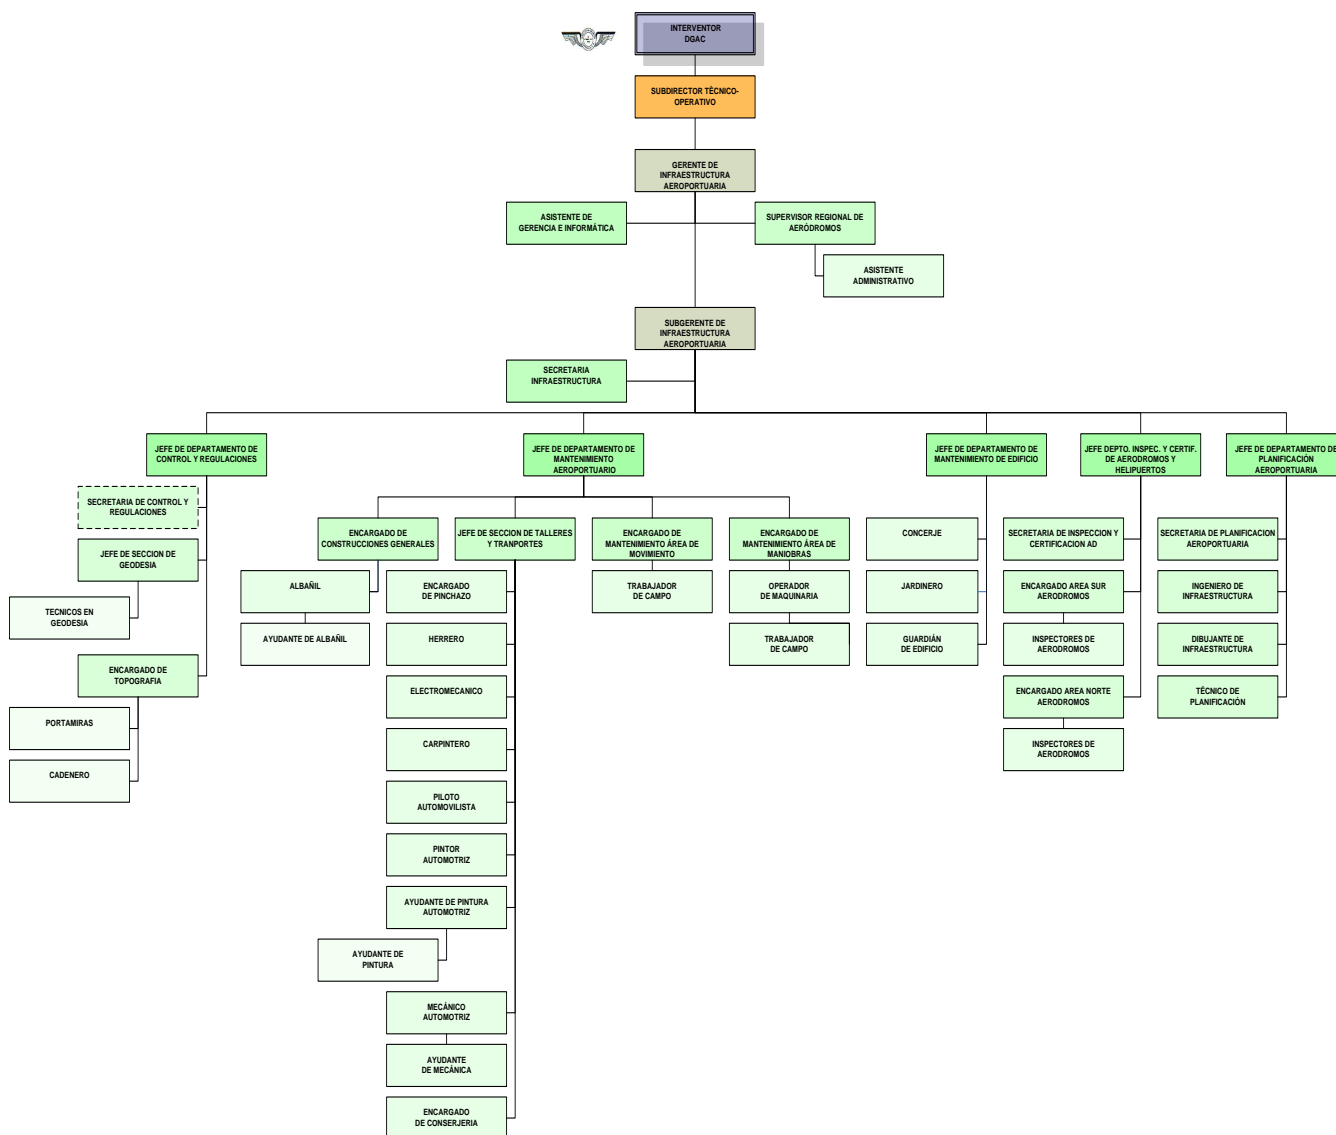 INTERVENTOR
DGAC
SUBDIRECTOR TÈCNICO-
OPERATIVO
GERENTE DE
INFRAESTRUCTURA
AEROPORTUARIA
ASISTENTE DE
GERENCIA E INFORMÁTICA
SUPERVISOR REGIONAL DE
AERÓDROMOS
ASISTENTE
ADMINISTRATIVO
SUBGERENTE DE
INFRAESTRUCTURA
AEROPORTUARIA
SECRETARIA
INFRAESTRUCTURA
JEFE DE DEPARTAMENTO DE
CONTROL Y REGULACIONES
SECRETARIA DE CONTROL Y
REGULACIONES
JEFE DE SECCION DE
GEODESIA
TECNICOS EN
GEODESIA
ENCARGADO DE
TOPOGRAFIA
PORTAMIRAS
CADENERO
JEFE DE DEPARTAMENTO DE
MANTENIMIENTO
AEROPORTUARIO
ENCARGADO DE
CONSTRUCCIONES GENERALES
ALBAÑIL
AYUDANTE DE ALBAÑIL
JEFE DE SECCION DE TALLERES
Y TRANPORTES
ENCARGADO
DE PINCHAZO
HERRERO
ELECTROMECANICO
CARPINTERO
PILOTO
AUTOMOVILISTA
PINTOR
AUTOMOTRIZ
AYUDANTE DE PINTURA
AUTOMOTRIZ
AYUDANTE DE
PINTURA
MECÁNICO
AUTOMOTRIZ
AYUDANTE
DE MECÁNICA
ENCARGADO
DE CONSERJERIA
ENCARGADO DE
MANTENIMIENTO ÁREA DE
MOVIMIENTO
TRABAJADOR
DE CAMPO
ENCARGADO DE
MANTENIMIENTO ÁREA DE
MANIOBRAS
OPERADOR
DE MAQUINARIA
TRABAJADOR
DE CAMPO
JEFE DE DEPARTAMENTO DE
MANTENIMIENTO DE EDIFICIO
CONCERJE
JARDINERO
GUARDIÁN
DE EDIFICIO
JEFE DEPTO. INSPEC. Y CERTIF.
DE AERODROMOS Y
HELIPUERTOS
SECRETARIA DE INSPECCION Y
CERTIFICACION AD
ENCARGADO AREA SUR
AERODROMOS
INSPECTORES DE
AERODROMOS
ENCARGADO AREA NORTE
AERODROMOS
INSPECTORES DE
AERODROMOS
JEFE DE DEPARTAMENTO DE
PLANIFICACIÓN
AEROPORTUARIA
SECRETARIA DE PLANIFICACION
AEROPORTUARIA
INGENIERO DE
INFRAESTRUCTURA
DIBUJANTE DE
INFRAESTRUCTURA
TÉCNICO DE
PLANIFICACIÓN